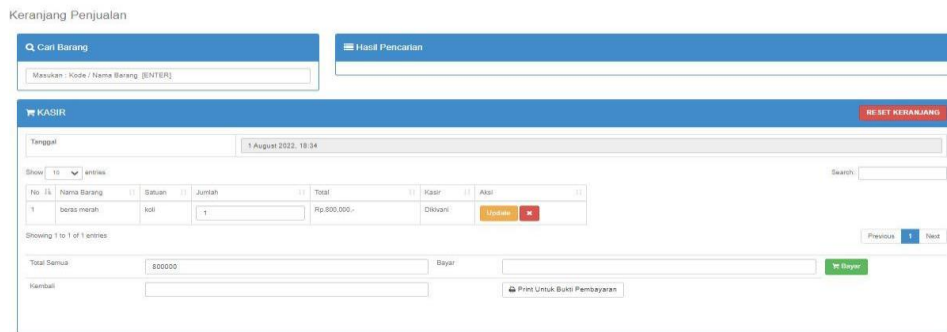 Keranjang Penjualan
Cari Barang
Hasil Pencarian
Masukan : Kode / Nama Barang [ENTER]
KASIR RESET KERANJANG
Tanggal 1 August 2022, 18:34
Show 10 entries Search:
No Nama Barang Satuan Jumlah Total Kasir Aksi
1 beras merah koli 1 Rp.800,000,- Dikivani Update
Showing 1 to 1 of 1 entries Previous 1 Next
Total Semua 800000 Bayar Bayar
Kembali Print Untuk Bukti Pembayaran